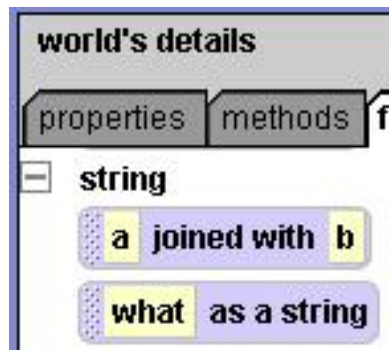 world's details
properties methods f
string
a joined with b
what as a string